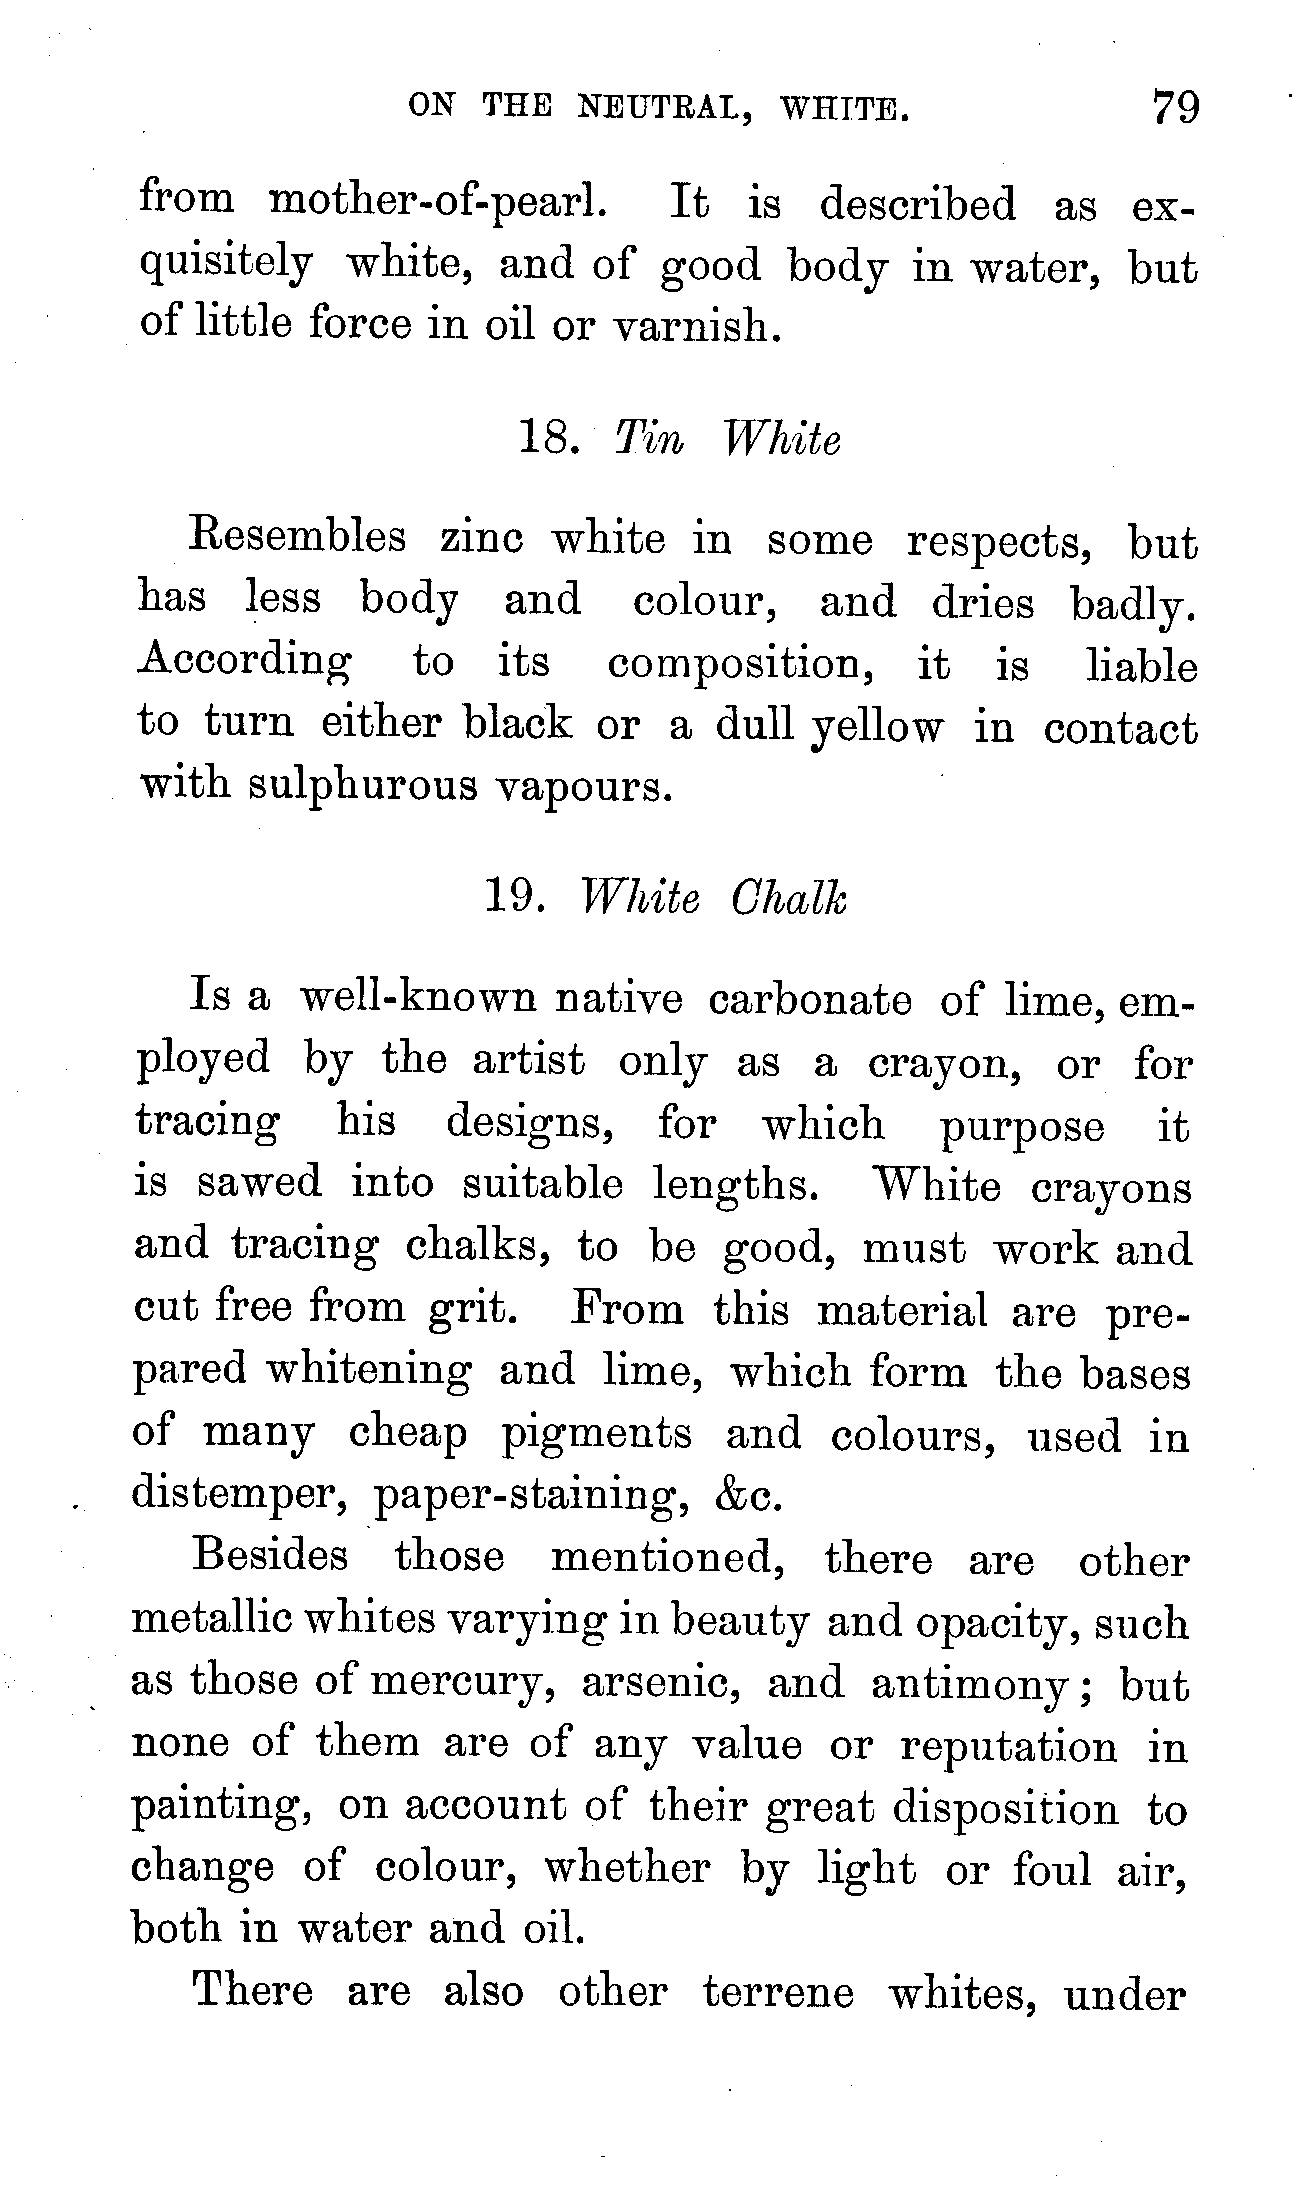 ON THE NEUTRAL, WHITE. 79
from mother-of-pearl. It is described as ex-
quisitely white, and of good body in water, but
of little force in oil or varnish.
18. Tin White
Resembles zinc white in some respects, but
has less body and colour, and dries badly.
According to its composition, it is liable
to turn either black or a dull yellow in contact
with sulphurous vapours.
19. White Chalk
Is a well-known native carbonate of lime, em-
ployed by the artist only as a crayon, or for
tracing his designs, for which purpose it
is sawed into suitable lengths. White crayons
and tracing chalks, to be good, must work and
cut free from grit. From this material are pre-
pared whitening and lime, which form the bases
of many cheap pigments and colours, used in
distemper, paper-staining, &c.
Besides those mentioned, there are other
metallic whites varying in beauty and opacity, such
as those of mercury, arsenic, and antimony; but
none of them are of any value or reputation in
painting, on account of their great disposition to
change of colour, whether by light or foul air,
both in water and oil.
There are also other terrene whites, under